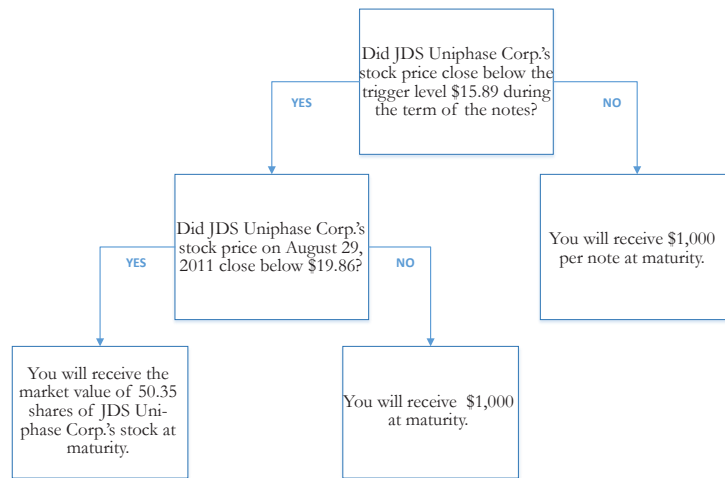 Did JDS Uniphase Corp.'s
stock price close below the
trigger level $15.89 during
the term of the notes?
YES
NO
Did JDS Uniphase Corp.'s
stock price on August 29,
2011 close below $19.86?
You will receive $1,000
per note at maturity.
YES
NO
You will receive the
market value of 50.35
shares of JDS Uni-
phase Corp.'s stock at
maturity.
You will receive $1,000
at maturity.